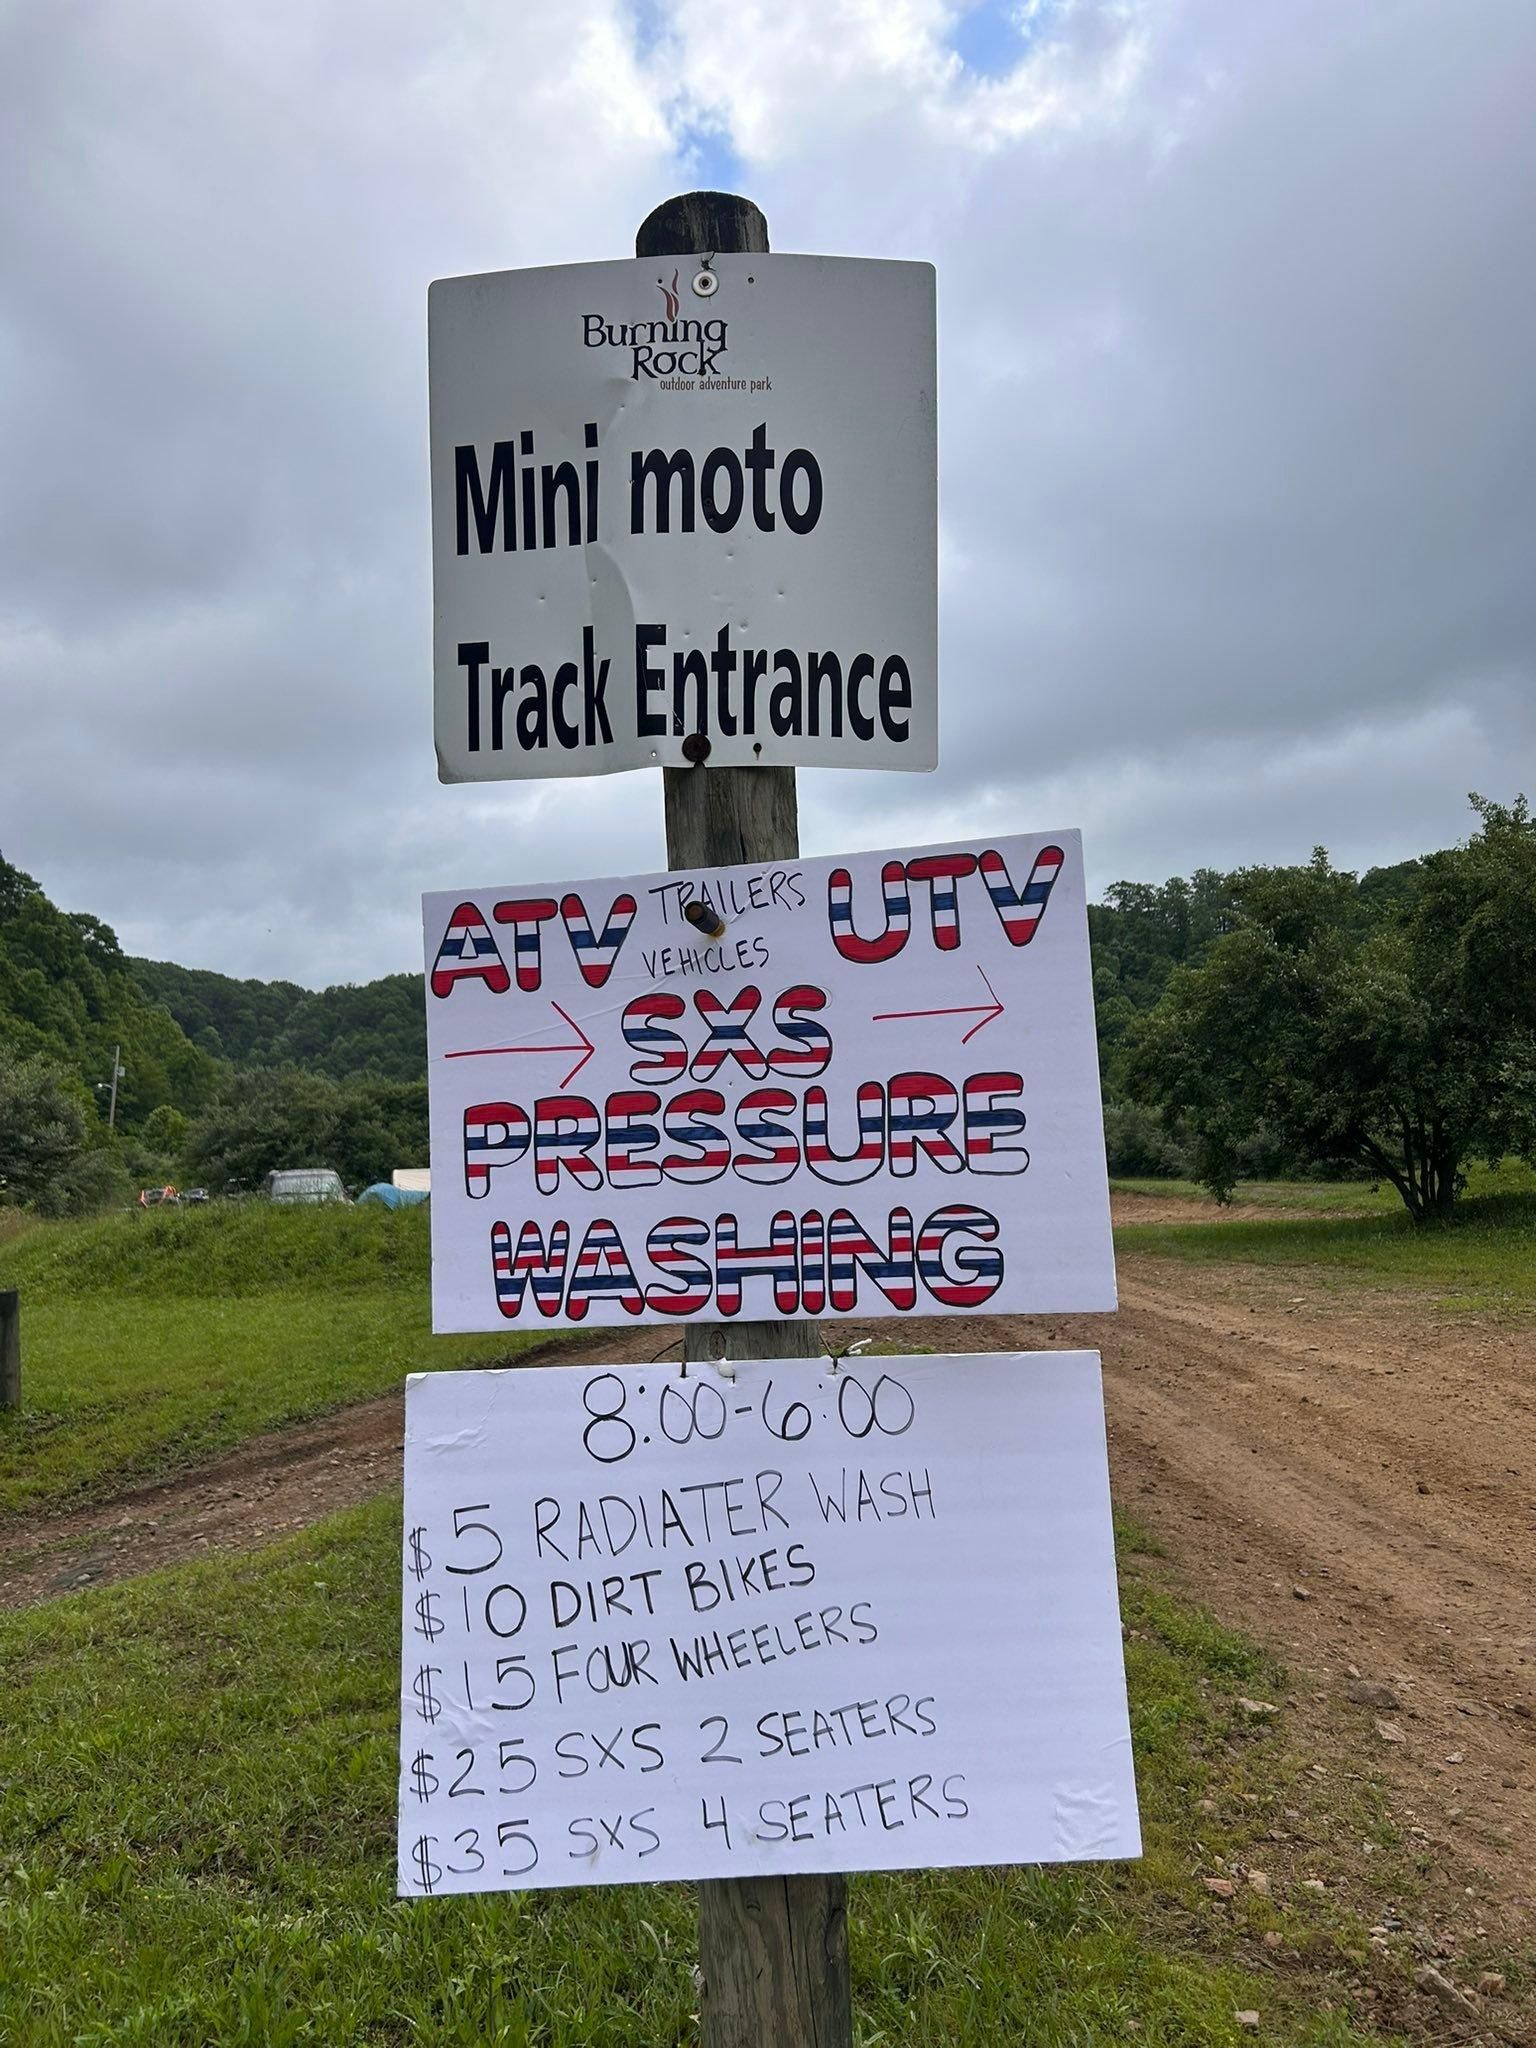 Burning
Rock
outdoor adventure park
Mini moto
Track Entrance
ATV TRAILERS UTV
VEHICLES
SXS
PRESSURE
WASHING
8:00-6:00
$5 RADIATER WASH
$10 DIRT BIKES
$15 FOUR WHEELERS
$25 SXS 2 SEATERS
$35 SXS 4 SEATERS